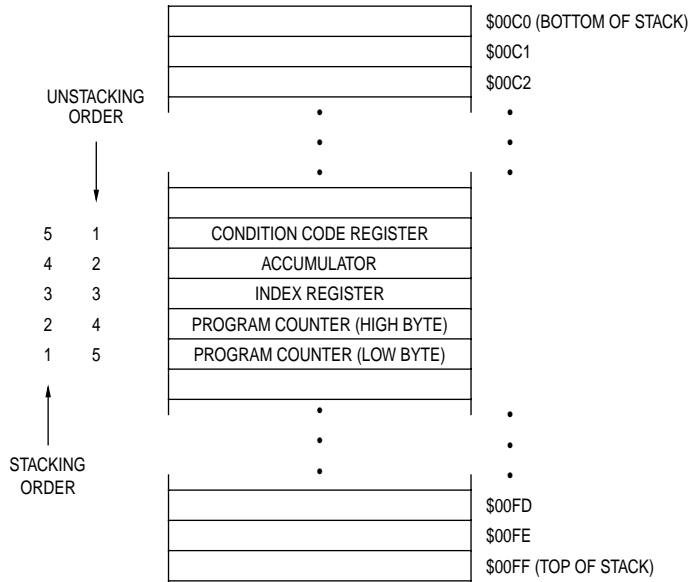 $00C0 (BOTTOM OF STACK)
$00C1
$00C2
UNSTACKING
ORDER
5 1 CONDITION CODE REGISTER
4 2 ACCUMULATOR
3 3 INDEX REGISTER
2 4 PROGRAM COUNTER (HIGH BYTE)
1 5 PROGRAM COUNTER (LOW BYTE)
STACKING
ORDER
$00FD
$00FE
$00FF (TOP OF STACK)